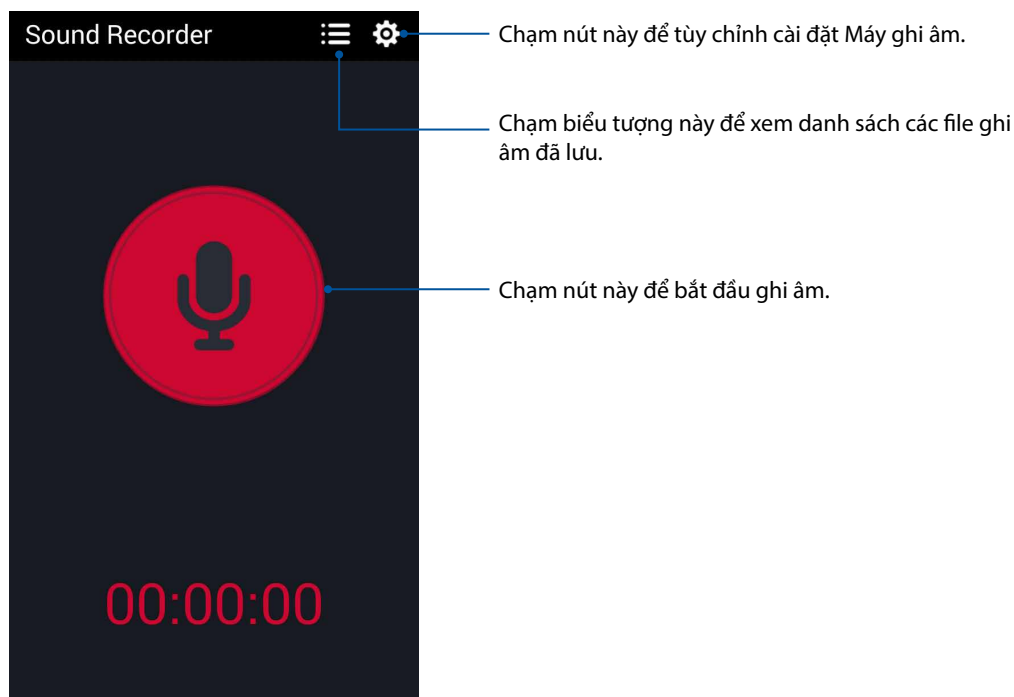 Sound Recorder
Chạm nút này để tùy chỉnh cài đặt Máy ghi âm.
Chạm biểu tượng này để xem danh sách các file ghi
âm đã lưu.
Chạm nút này để bắt đầu ghi âm.
00:00:00